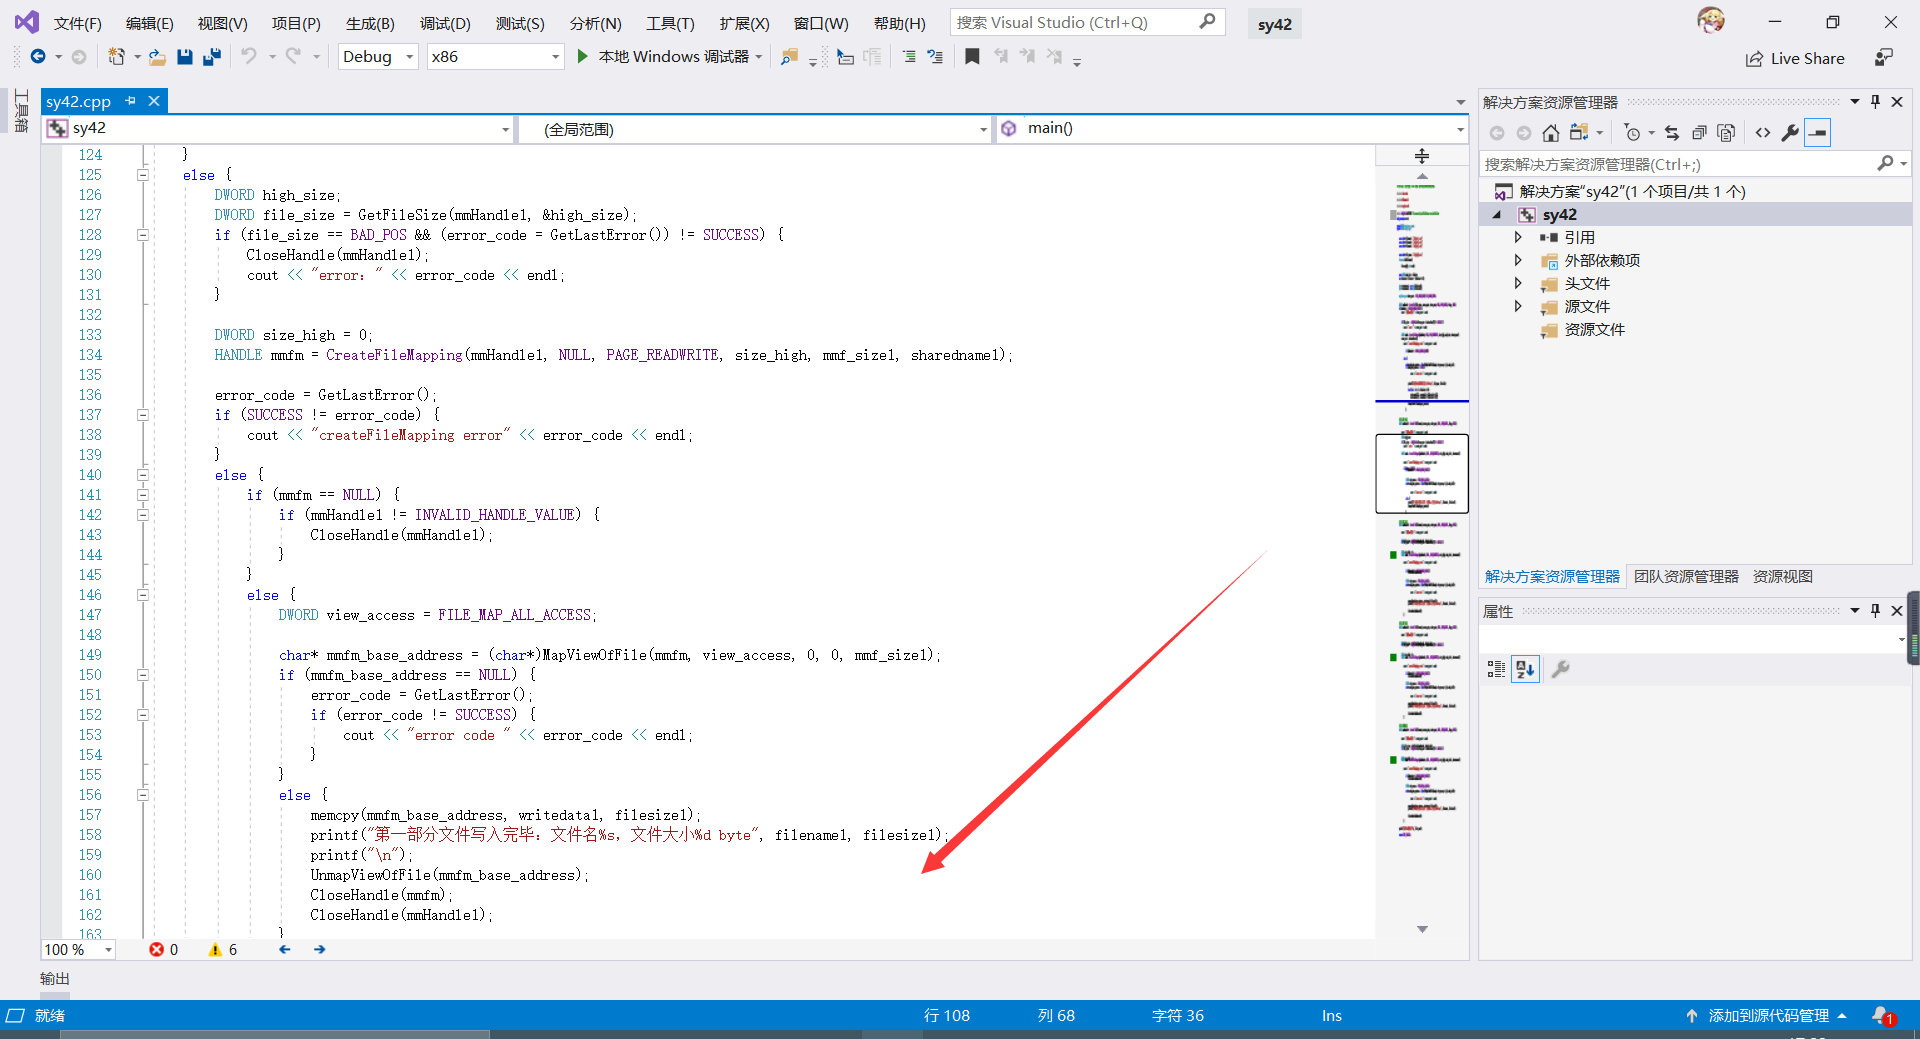 文件(F) 编辑(E) 视图(V) 项目(P) 生成(B) 调试(D) 测试(S) 分析(N) 工具(T) 扩展(X) 窗口(W) 帮助(H) 搜索 Visual Studio (Ctrl+Q) sy42
Debug x86 本地 Windows 调试器 Live Share
工具箱
sy42.cpp
sy42 (全局范围) main()
124 }
125 else {
126 DWORD high_size;
127 DWORD file_size = GetFileSize(mmHandle1, &high_size);
128 if (file_size == BAD_POS && (error_code = GetLastError()) != SUCCESS) {
129 CloseHandle(mmHandle1);
130 cout << "error: " << error_code << endl;
131 }
132
133 DWORD size_high = 0;
134 HANDLE mmfm = CreateFileMapping(mmHandle1, NULL, PAGE_READWRITE, size_high, mmf_size1, sharedname1);
135
136 error_code = GetLastError();
137 if (SUCCESS != error_code) {
138 cout << "createFileMapping error" << error_code << endl;
139 }
140 else {
141 if (mmfm == NULL) {
142 if (mmHandle1 != INVALID_HANDLE_VALUE) {
143 CloseHandle(mmHandle1);
144 }
145 }
146 else {
147 DWORD view_access = FILE_MAP_ALL_ACCESS;
148
149 char* mmfm_base_address = (char*)MapViewOfFile(mmfm, view_access, 0, 0, mmf_size1);
150 if (mmfm_base_address == NULL) {
151 error_code = GetLastError();
152 if (error_code != SUCCESS) {
153 cout << "error code " << error_code << endl;
154 }
155 }
156 else {
157 memcpy(mmfm_base_address, writedata1, filesize1);
158 printf("第一部分文件写入完毕：文件名%s，文件大小%d byte", filename1, filesize1);
159 printf("\n");
160 UnmapViewOfFile(mmfm_base_address);
161 CloseHandle(mmfm);
162 CloseHandle(mmHandle1);
163 }
100 % 0 6
输出
解决方案资源管理器
搜索解决方案资源管理器(Ctrl+;)
解决方案"sy42"(1 个项目/共 1 个)
sy42
引用
外部依赖项
头文件
源文件
资源文件
解决方案资源管理器 团队资源管理器 资源视图
属性
就绪 行 108 列 68 字符 36 Ins 添加到源代码管理 1